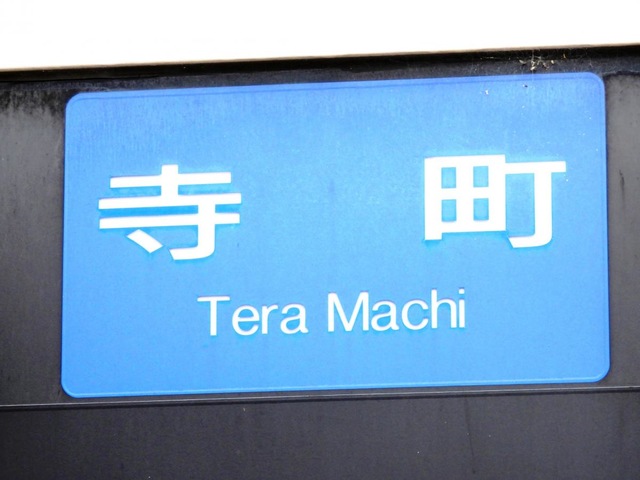 寺町
Tera Machi